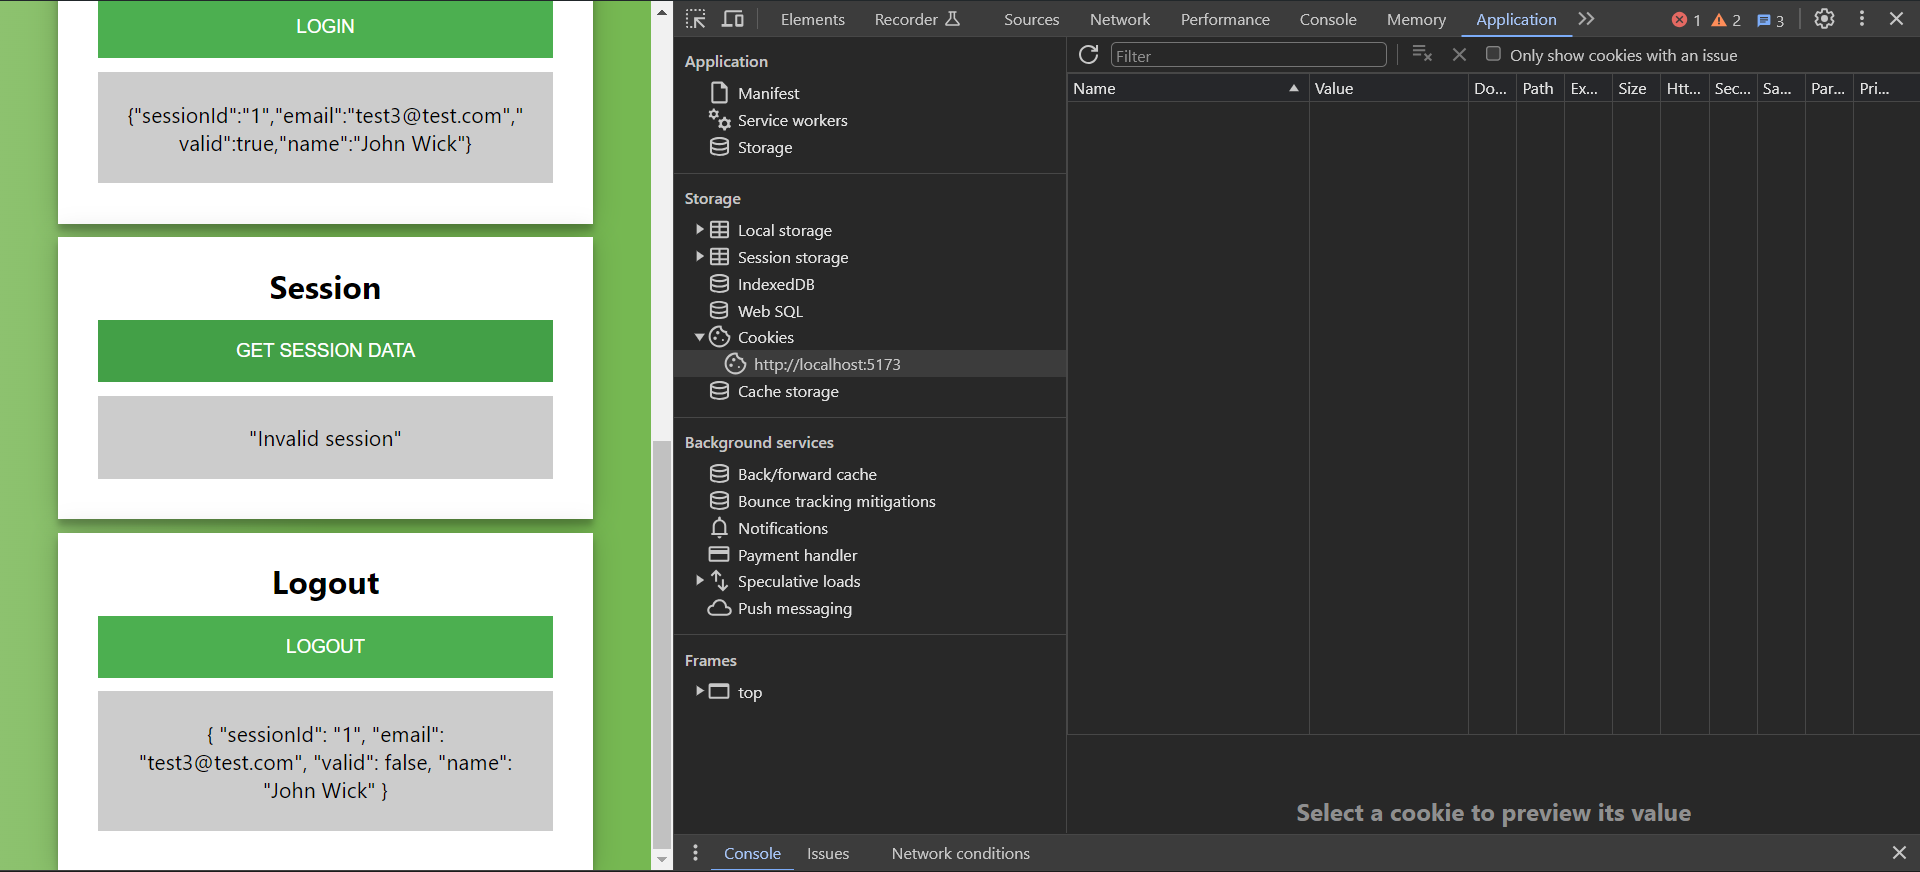 LOGIN
{"sessionId":"1","email":"test3@test.com","
valid":true,"name":"John Wick"}
Session
GET SESSION DATA
"Invalid session"
Logout
LOGOUT
{ "sessionId": "1", "email":
"test3@test.com", "valid": false, "name":
"John Wick" }
Elements Recorder Sources Network Performance Console Memory Application 1 2 3
Application
Manifest
Service workers
Storage
Storage
Local storage
Session storage
IndexedDB
Web SQL
Cookies
http://localhost:5173
Cache storage
Background services
Back/forward cache
Bounce tracking mitigations
Notifications
Payment handler
Speculative loads
Push messaging
Frames
top
Filter Only show cookies with an issue
Name Value Do... Path Ex... Size Htt... Sec... Sa... Par... Pri...
Select a cookie to preview its value
Console Issues Network conditions